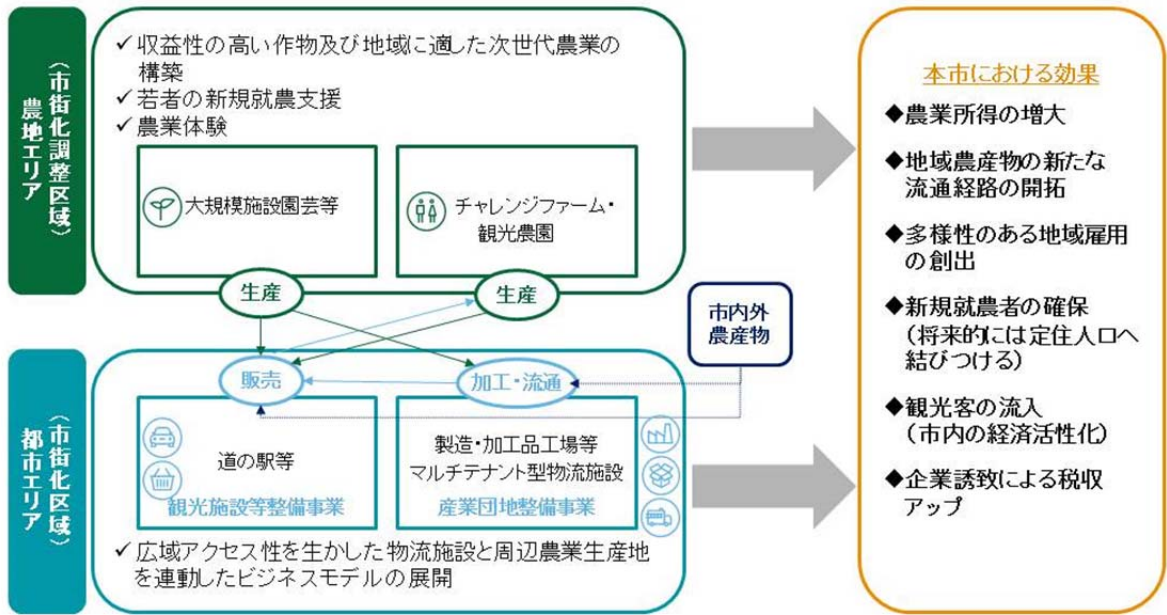 農地エリア
（市街化調整区域）
✓収益性の高い作物及び地域に適した次世代農業の
構築
✓若者の新規就農支援
✓農業体験
大規模施設園芸等
チャレンジファーム・
観光農園
生産
生産
市内外
農産物
都市エリア
（市街化区域）
販売
加工・流通
道の駅等
観光施設等整備事業
製造・加工品工場等
マルチテナント型物流施設
産業団地整備事業
✓広域アクセス性を生かした物流施設と周辺農業生産地
を連動したビジネスモデルの展開
本市における効果
◆農業所得の増大
◆地域農産物の新たな
流通経路の開拓
◆多様性のある地域雇用
の創出
◆新規就農者の確保
（将来的には定住人口へ
結びつける）
◆観光客の流入
（市内の経済活性化）
◆企業誘致による税収
アップ